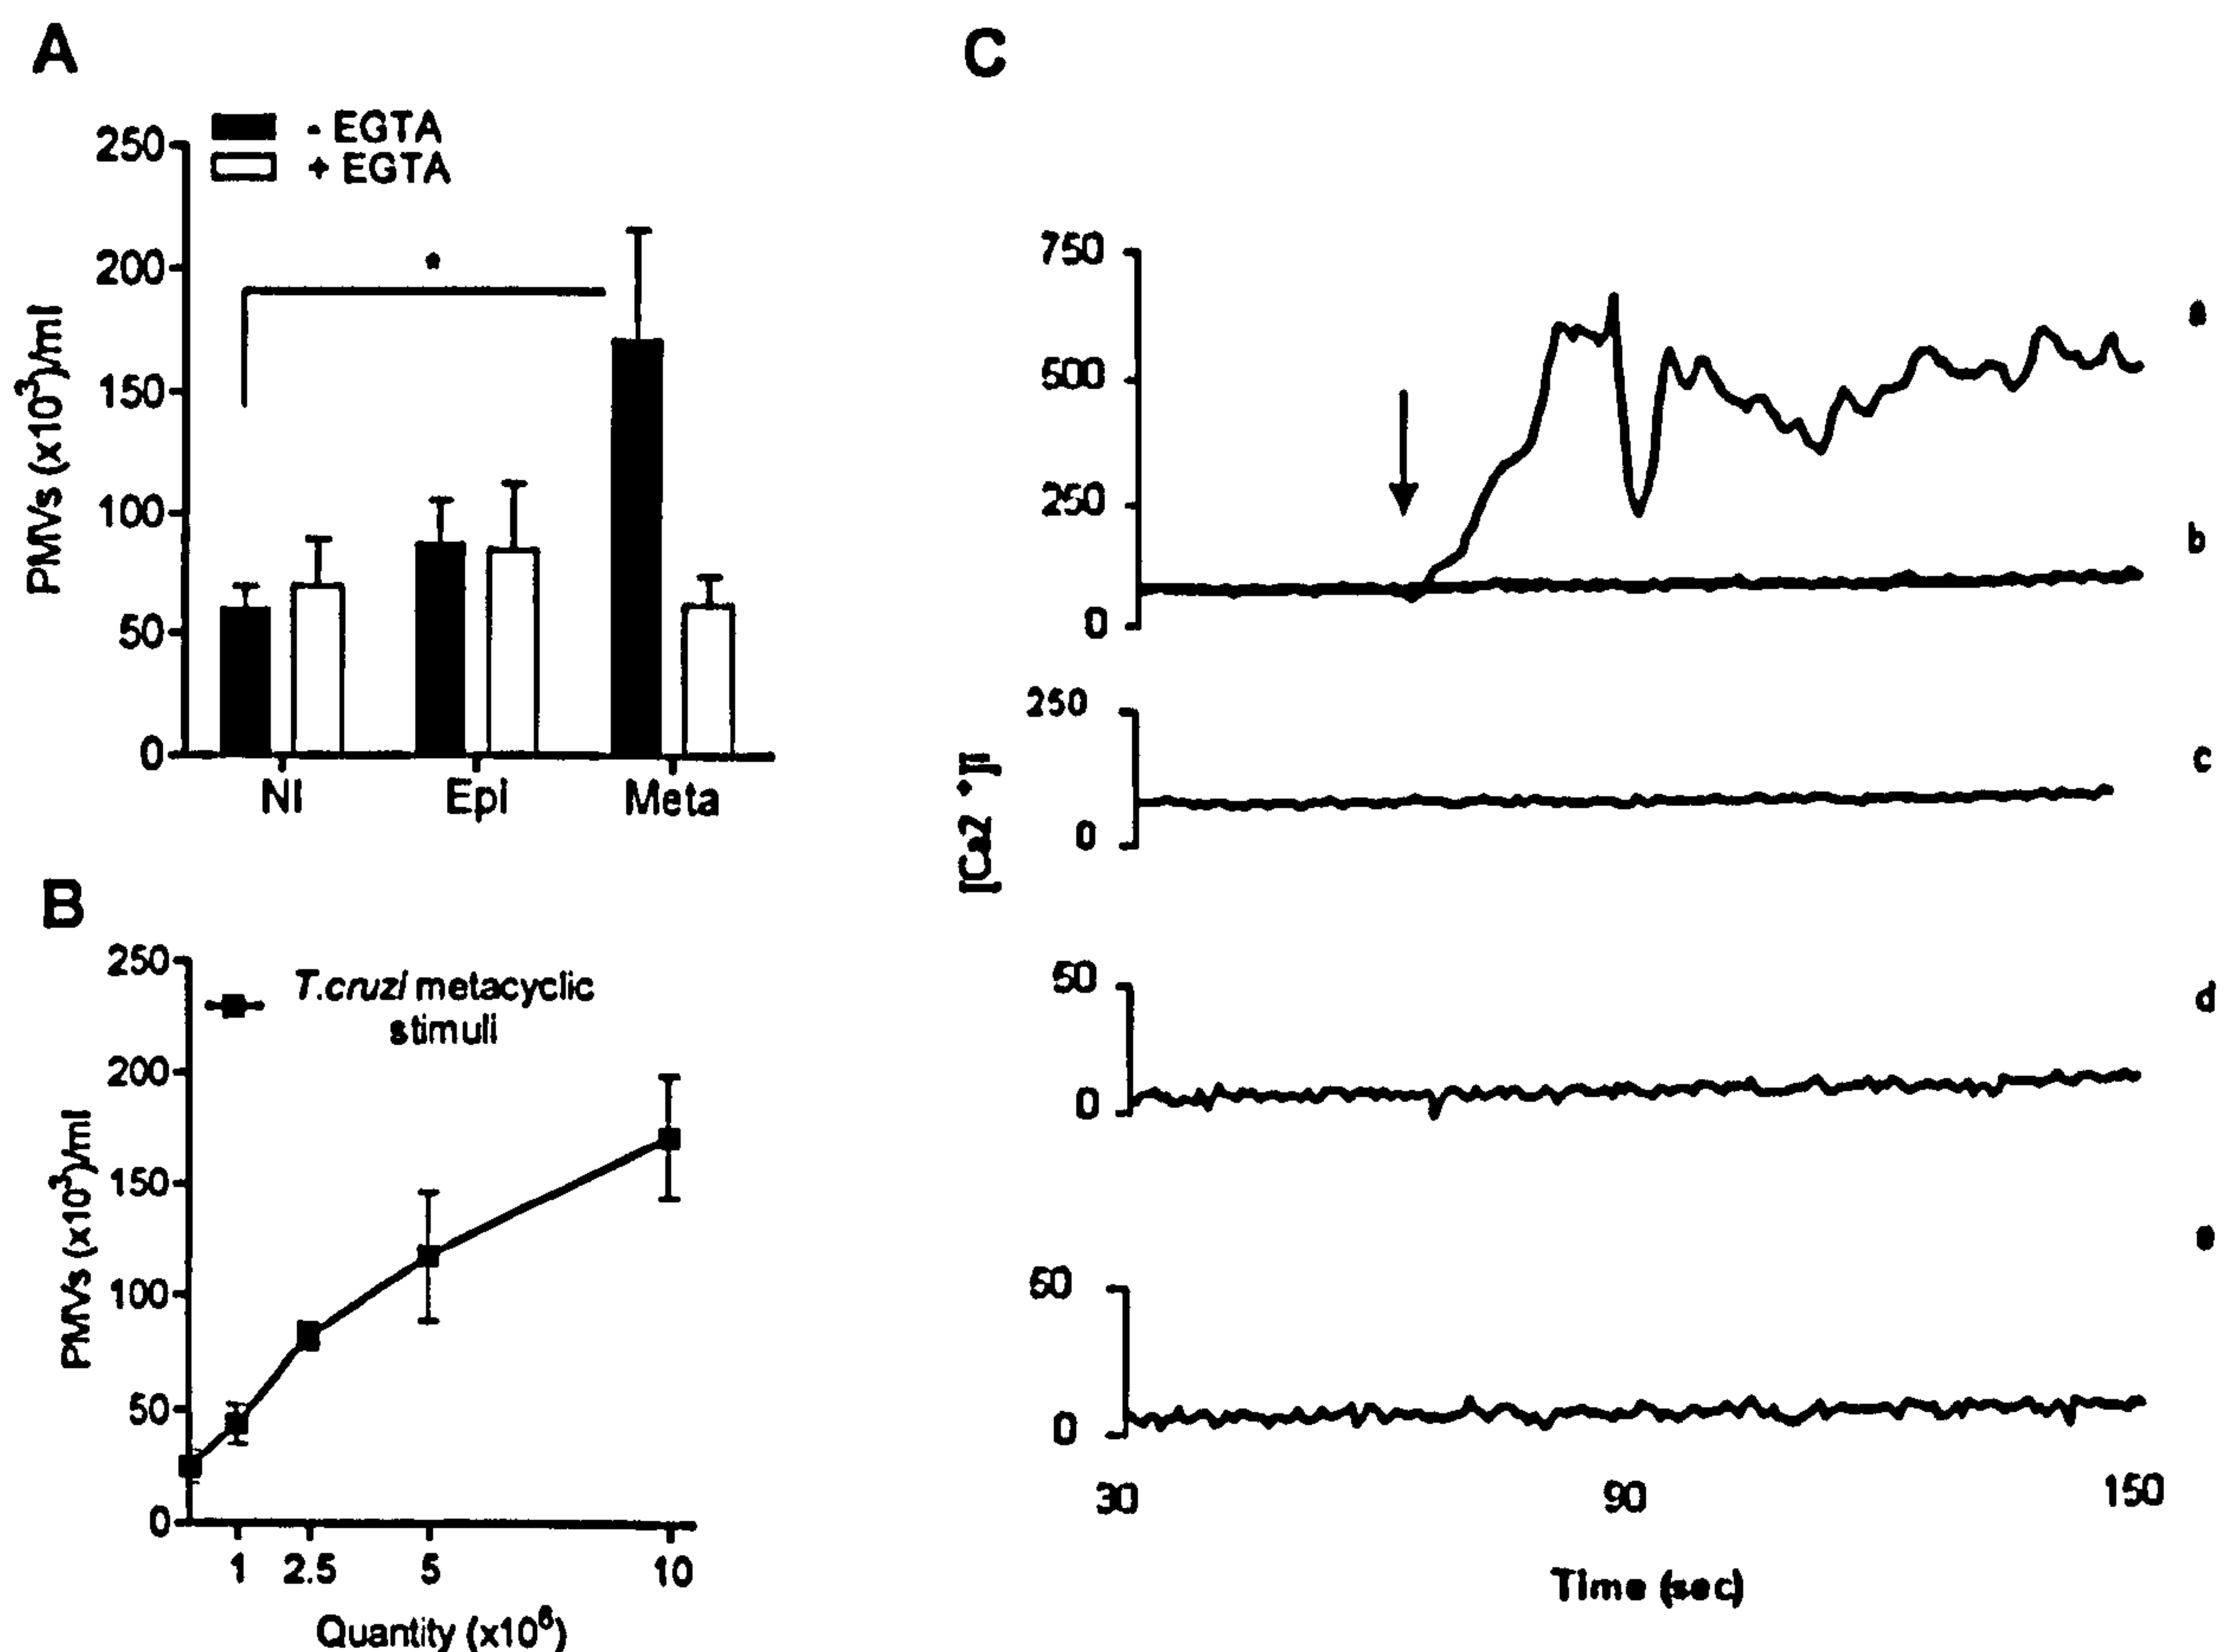 A
- EGTA
+ EGTA
250
200
150
100
50
0
*
PMVs (x10³)/ml
NI
Epi
Meta
B
T.cruzi metacyclic
stimuli
250
200
150
100
50
0
PMVs (x10³)/ml
1 2.5 5 10
Quantity (x10⁶)
C
750
500
250
0
a
b
250
0
c
[Ca2+]i
50
0
d
50
0
e
30 90 150
Time (sec)